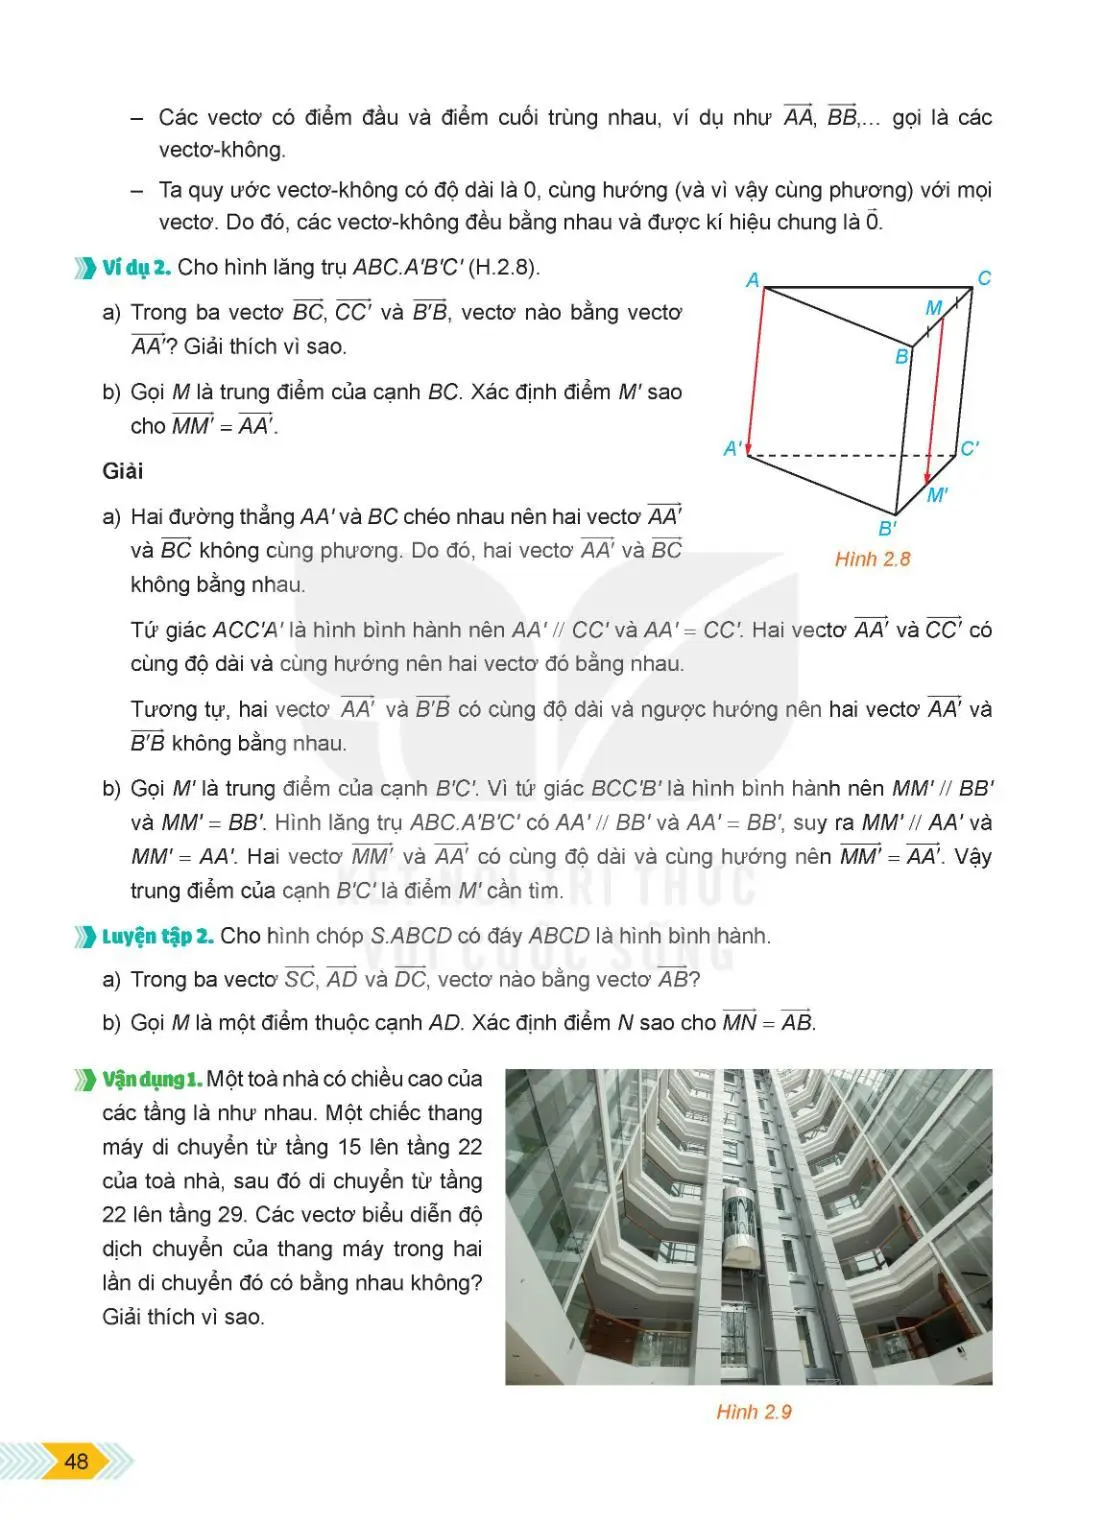 – Các vectơ có điểm đầu và điểm cuối trùng nhau, ví dụ như $\overrightarrow{AA}$, $\overrightarrow{BB}$,... gọi là các
vectơ-không.
– Ta quy ước vectơ-không có độ dài là 0, cùng hướng (và vì vậy cùng phương) với mọi
vectơ. Do đó, các vectơ-không đều bằng nhau và được kí hiệu chung là $\vec{0}$.
Ví dụ 2. Cho hình lăng trụ ABC.A'B'C' (H.2.8).
a) Trong ba vectơ $\overrightarrow{BC}$, $\overrightarrow{CC'}$ và $\overrightarrow{B'B}$, vectơ nào bằng vectơ
$\overrightarrow{AA'}$? Giải thích vì sao.
b) Gọi M là trung điểm của cạnh BC. Xác định điểm M' sao
cho $\overrightarrow{MM'}$ = $\overrightarrow{AA'}$.
A
C
M
B
A'
C'
M'
B'
Hình 2.8
Giải
a) Hai đường thẳng AA' và BC chéo nhau nên hai vectơ $\overrightarrow{AA'}$
và $\overrightarrow{BC}$ không cùng phương. Do đó, hai vectơ $\overrightarrow{AA'}$ và $\overrightarrow{BC}$
không bằng nhau.
Tứ giác ACC'A' là hình bình hành nên AA' // CC' và AA' = CC'. Hai vectơ $\overrightarrow{AA'}$ và $\overrightarrow{CC'}$ có
cùng độ dài và cùng hướng nên hai vectơ đó bằng nhau.
Tương tự, hai vectơ $\overrightarrow{AA'}$ và $\overrightarrow{B'B}$ có cùng độ dài và ngược hướng nên hai vectơ $\overrightarrow{AA'}$ và
$\overrightarrow{B'B}$ không bằng nhau.
b) Gọi M' là trung điểm của cạnh B'C'. Vì tứ giác BCC'B' là hình bình hành nên MM' // BB'
và MM' = BB'. Hình lăng trụ ABC.A'B'C' có AA' // BB' và AA' = BB', suy ra MM' // AA' và
MM' = AA'. Hai vectơ $\overrightarrow{MM'}$ và $\overrightarrow{AA'}$ có cùng độ dài và cùng hướng nên $\overrightarrow{MM'}$ = $\overrightarrow{AA'}$. Vậy
trung điểm của cạnh B'C' là điểm M' cần tìm.
KẾT NỐI TRI THỨC
VỚI CUỘC SỐNG
Luyện tập 2. Cho hình chóp S.ABCD có đáy ABCD là hình bình hành.
a) Trong ba vectơ $\overrightarrow{SC}$, $\overrightarrow{AD}$ và $\overrightarrow{DC}$, vectơ nào bằng vectơ $\overrightarrow{AB}$?
b) Gọi M là một điểm thuộc cạnh AD. Xác định điểm N sao cho $\overrightarrow{MN}$ = $\overrightarrow{AB}$.
Vận dụng 1. Một toà nhà có chiều cao của
các tầng là như nhau. Một chiếc thang
máy di chuyển từ tầng 15 lên tầng 22
của toà nhà, sau đó di chuyển từ tầng
22 lên tầng 29. Các vectơ biểu diễn độ
dịch chuyển của thang máy trong hai
lần di chuyển đó có bằng nhau không?
Giải thích vì sao.
Hình 2.9
48